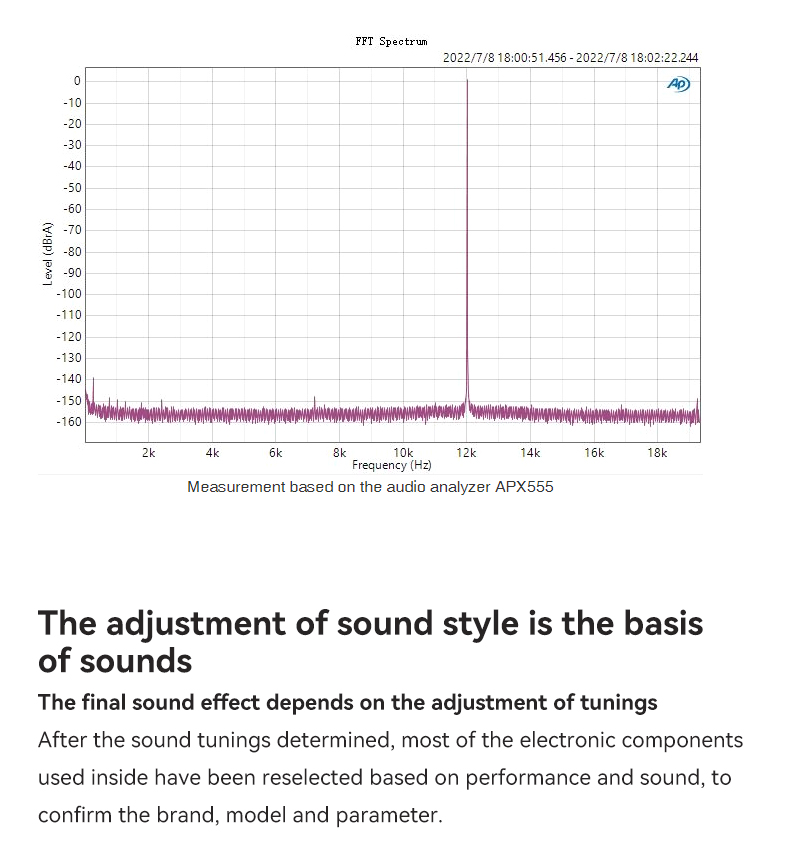 FFT Spectrum
2022/7/8 18:00:51.456 - 2022/7/8 18:02:22.244
AP
0
-10
-20
-30
-40
-50
-60
-70
-80
-90
-100
-110
-120
-130
-140
-150
-160
Level (dBrA)
2k 4k 6k 8k 10k 12k 14k 16k 18k
Frequency (Hz)
Measurement based on the audio analyzer APX555
The adjustment of sound style is the basis
of sounds
The final sound effect depends on the adjustment of tunings
After the sound tunings determined, most of the electronic components
used inside have been reselected based on performance and sound, to
confirm the brand, model and parameter.